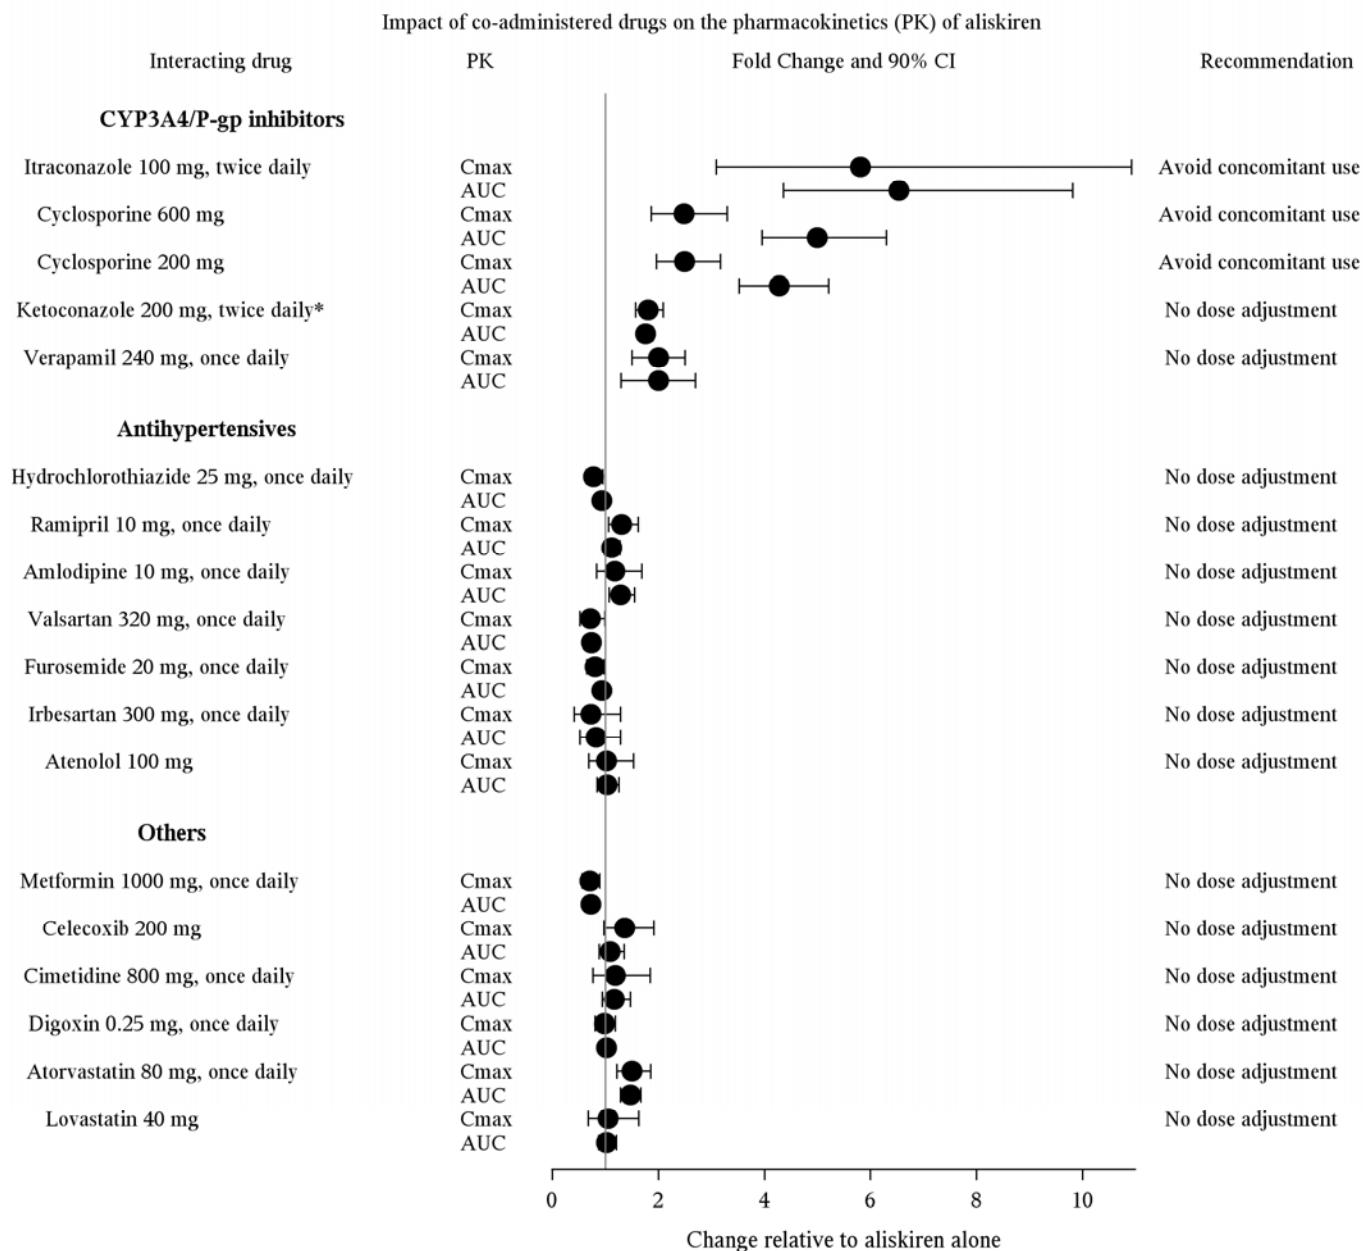 Impact of co-administered drugs on the pharmacokinetics (PK) of aliskiren
Interacting drug PK Fold Change and 90% CI Recommendation
CYP3A4/P-gp inhibitors
Itraconazole 100 mg, twice daily Cmax Avoid concomitant use
AUC
Cyclosporine 600 mg Cmax Avoid concomitant use
AUC
Cyclosporine 200 mg Cmax Avoid concomitant use
AUC
Ketoconazole 200 mg, twice daily* Cmax No dose adjustment
AUC
Verapamil 240 mg, once daily Cmax No dose adjustment
AUC
Antihypertensives
Hydrochlorothiazide 25 mg, once daily Cmax No dose adjustment
AUC
Ramipril 10 mg, once daily Cmax No dose adjustment
AUC
Amlodipine 10 mg, once daily Cmax No dose adjustment
AUC
Valsartan 320 mg, once daily Cmax No dose adjustment
AUC
Furosemide 20 mg, once daily Cmax No dose adjustment
AUC
Irbesartan 300 mg, once daily Cmax No dose adjustment
AUC
Atenolol 100 mg Cmax No dose adjustment
AUC
Others
Metformin 1000 mg, once daily Cmax No dose adjustment
AUC
Celecoxib 200 mg Cmax No dose adjustment
AUC
Cimetidine 800 mg, once daily Cmax No dose adjustment
AUC
Digoxin 0.25 mg, once daily Cmax No dose adjustment
AUC
Atorvastatin 80 mg, once daily Cmax No dose adjustment
AUC
Lovastatin 40 mg Cmax No dose adjustment
AUC
0 2 4 6 8 10
Change relative to aliskiren alone